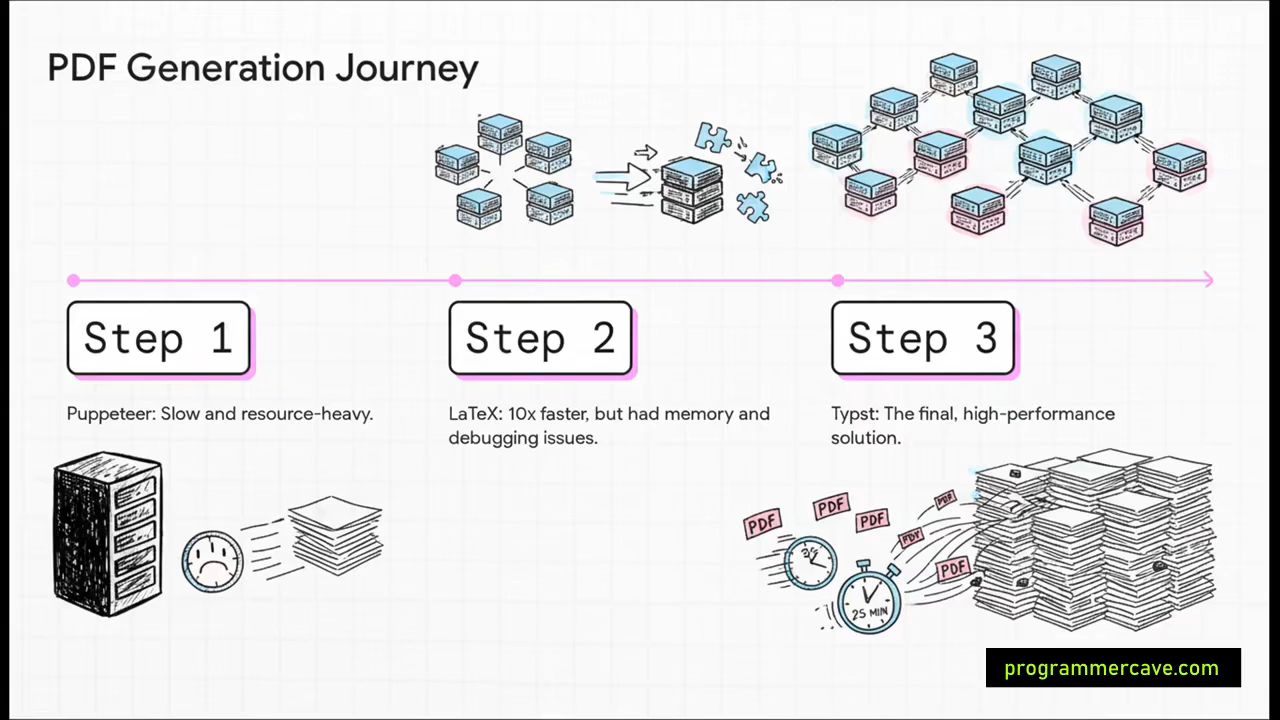 PDF Generation Journey
Step 1
Step 2
Step 3
Puppeteer: Slow and resource-heavy.
LaTeX: 10x faster, but had memory and
debugging issues.
Typst: The final, high-performance
solution.
PDF
PDF
PDF
PDF
PDF
PDF
25 MIN
programmercave.com